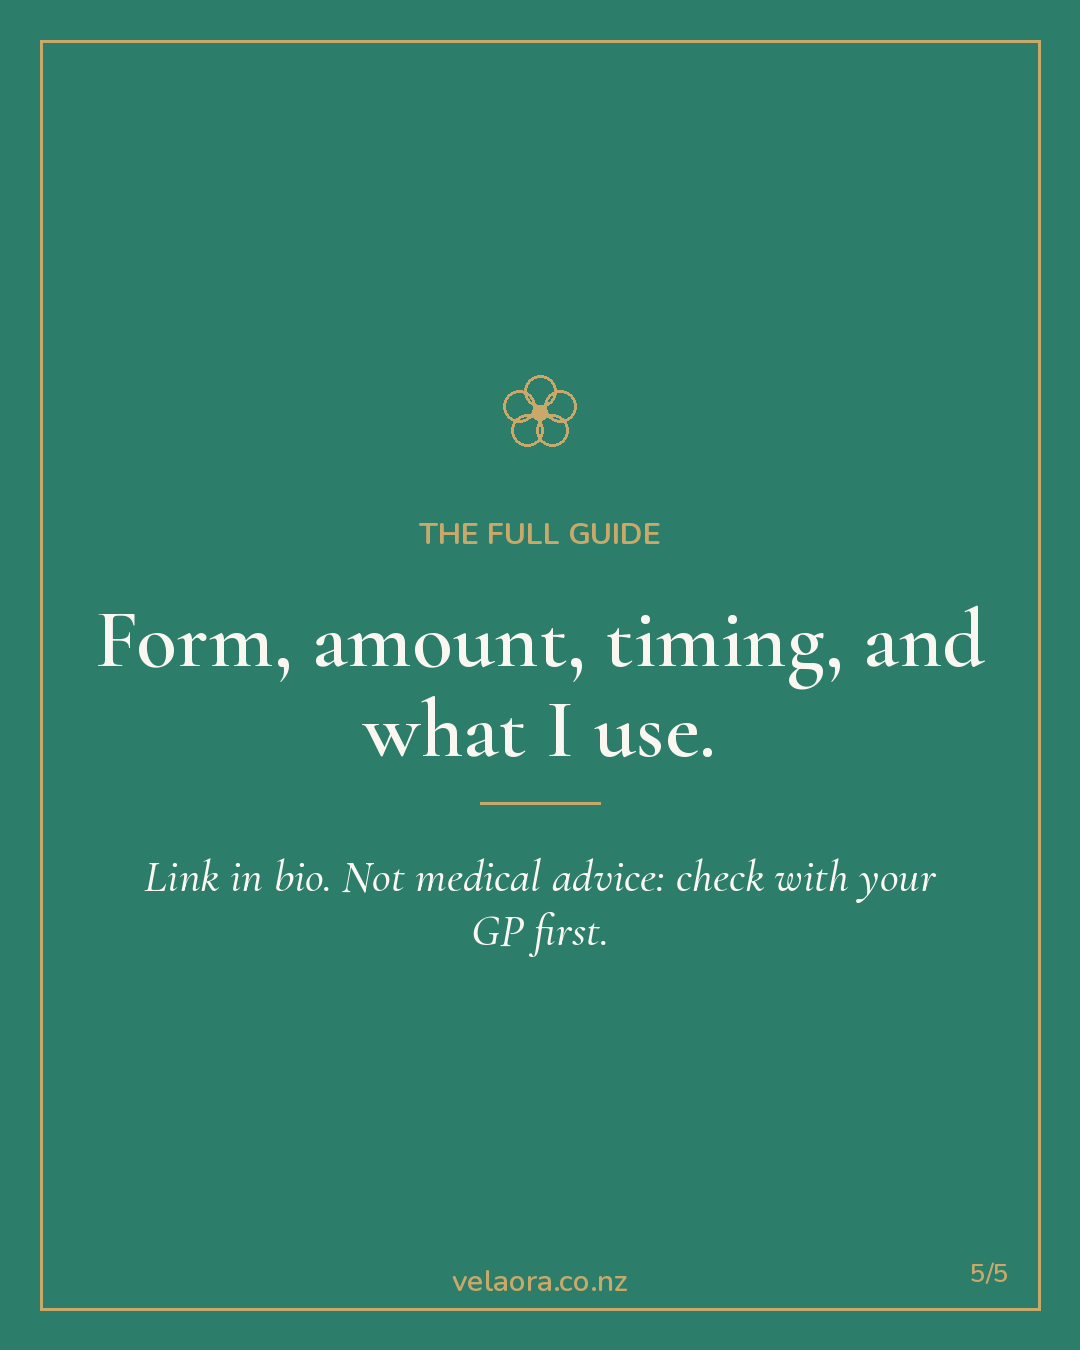 THE FULL GUIDE
Form, amount, timing, and
what I use.
Link in bio. Not medical advice: check with your
GP first.
velaora.co.nz
5/5